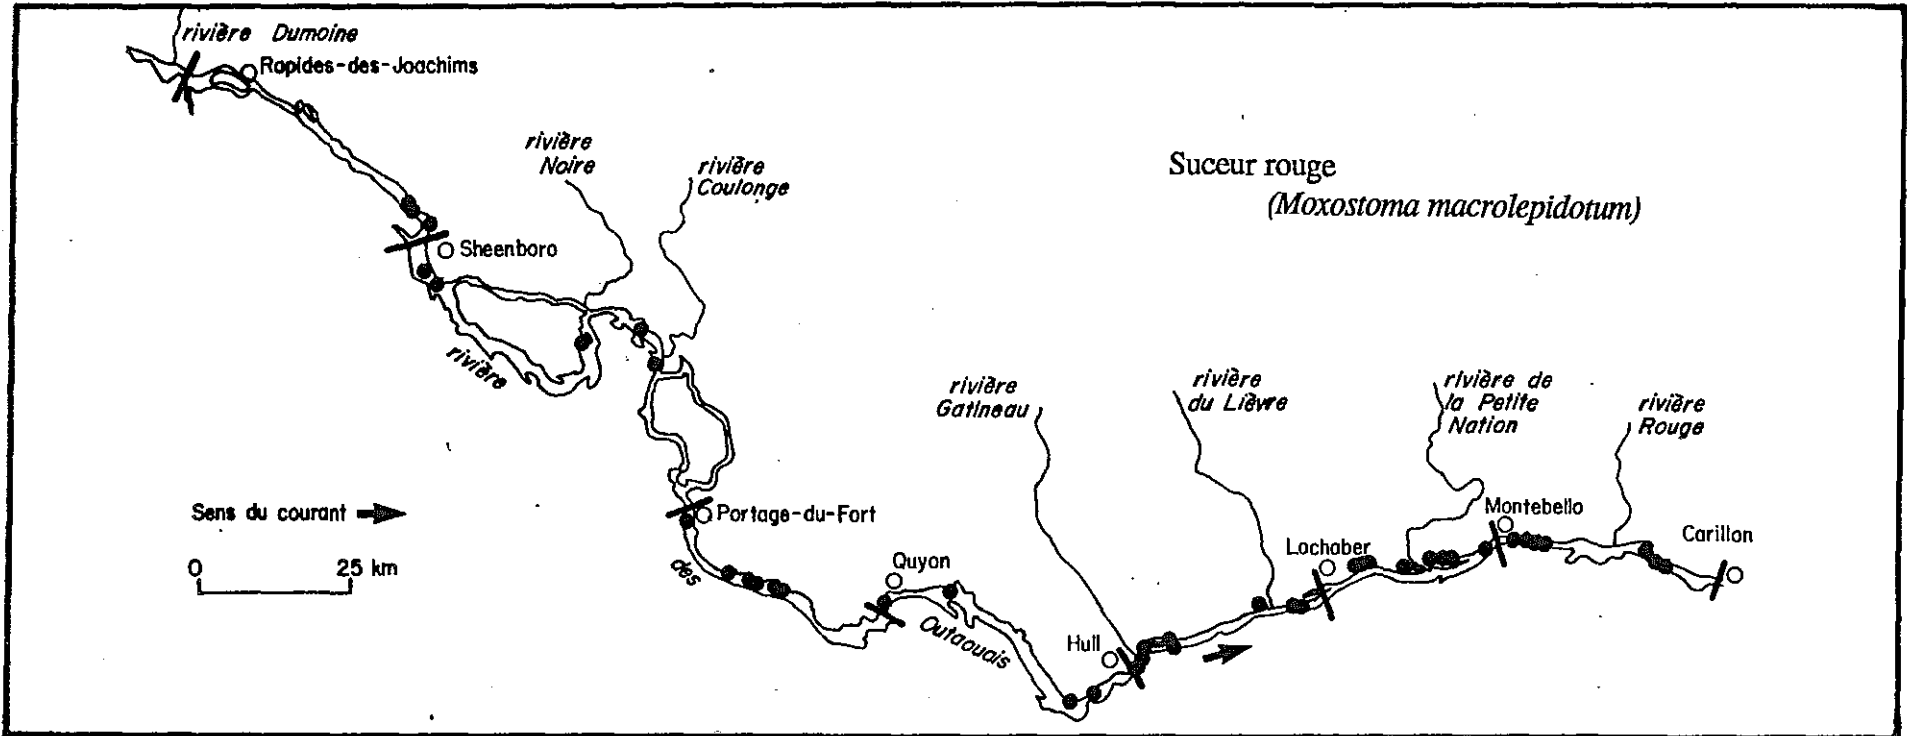 rivière Dumoine
Rapides-des-Joachims
rivière
Noire
rivière
Coulonge
Suceur rouge
(Moxostoma macrolepidotum)
Sheenboro
rivière
rivière
Gatineau
rivière
du Lièvre
rivière de
la Petite
Nation
rivière
Rouge
Sens du courant
Portage-du-Fort
Montebello
Carillon
Lochaber
0 25 km
des
Quyon
Outaouais
Hull